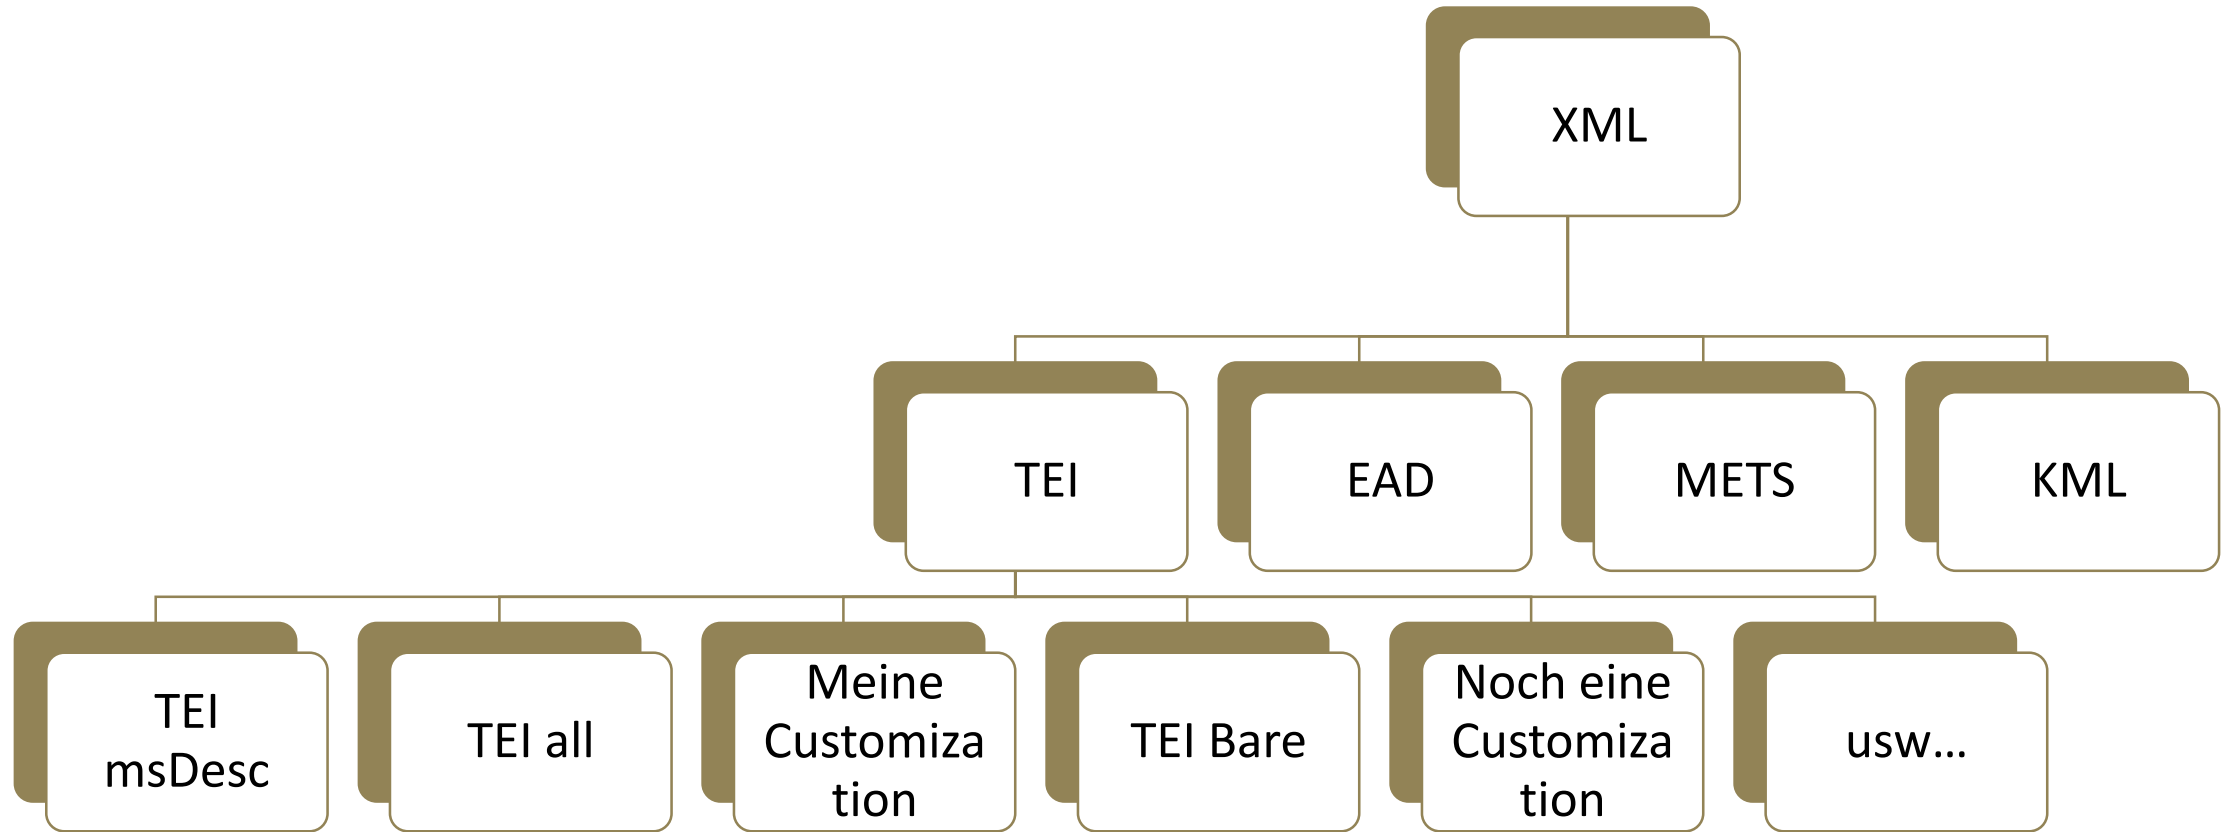 XML
TEI
EAD
METS
KML
TEI
msDesc
TEI all
Meine
Customiza
tion
TEI Bare
Noch eine
Customiza
tion
usw...